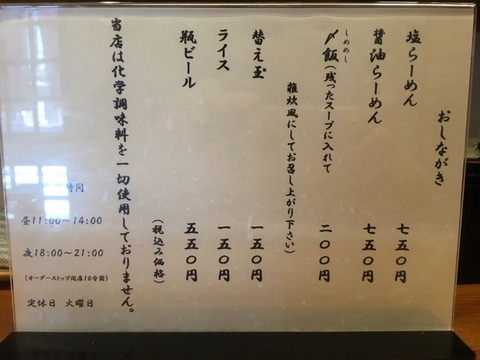 おしながき
塩らーめん 七五〇円
醤油らーめん 七五〇円
しめめし
〆飯(残ったスープに入れて 二〇〇円
雑炊風にしてお召し上がり下さい)
替え玉 一五〇円
ライス 一五〇円
瓶ビール 五五〇円
(税込み価格)
当店は化学調味料を一切使用しておりません。
時間
昼11:00~14:00
夜18:00~21:00
(オーダーストップ閉店10分前)
定休日 火曜日